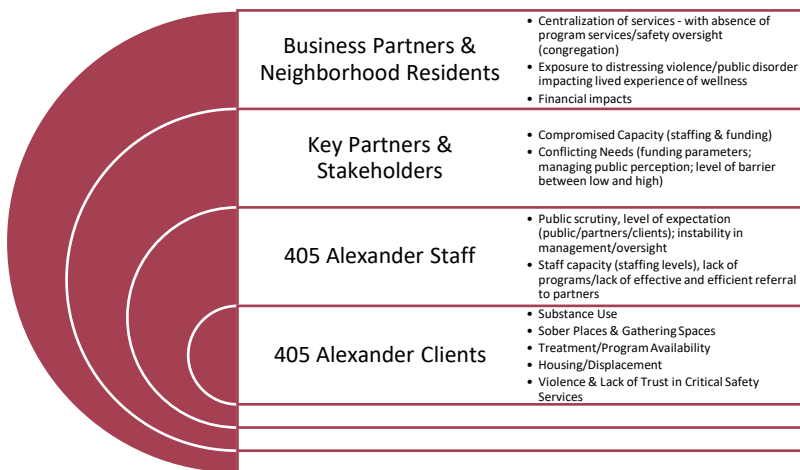 Business Partners &
Neighborhood Residents
• Centralization of services - with absence of
program services/safety oversight
(congregation)
• Exposure to distressing violence/public disorder
impacting lived experience of wellness
• Financial impacts
Key Partners &
Stakeholders
• Compromised Capacity (staffing & funding)
• Conflicting Needs (funding parameters;
managing public perception; level of barrier
between low and high)
405 Alexander Staff
• Public scrutiny, level of expectation
(public/partners/clients); instability in
management/oversight
• Staff capacity (staffing levels), lack of
programs/lack of effective and efficient referral
to partners
405 Alexander Clients
• Substance Use
• Sober Places & Gathering Spaces
• Treatment/Program Availability
• Housing/Displacement
• Violence & Lack of Trust in Critical Safety
Services